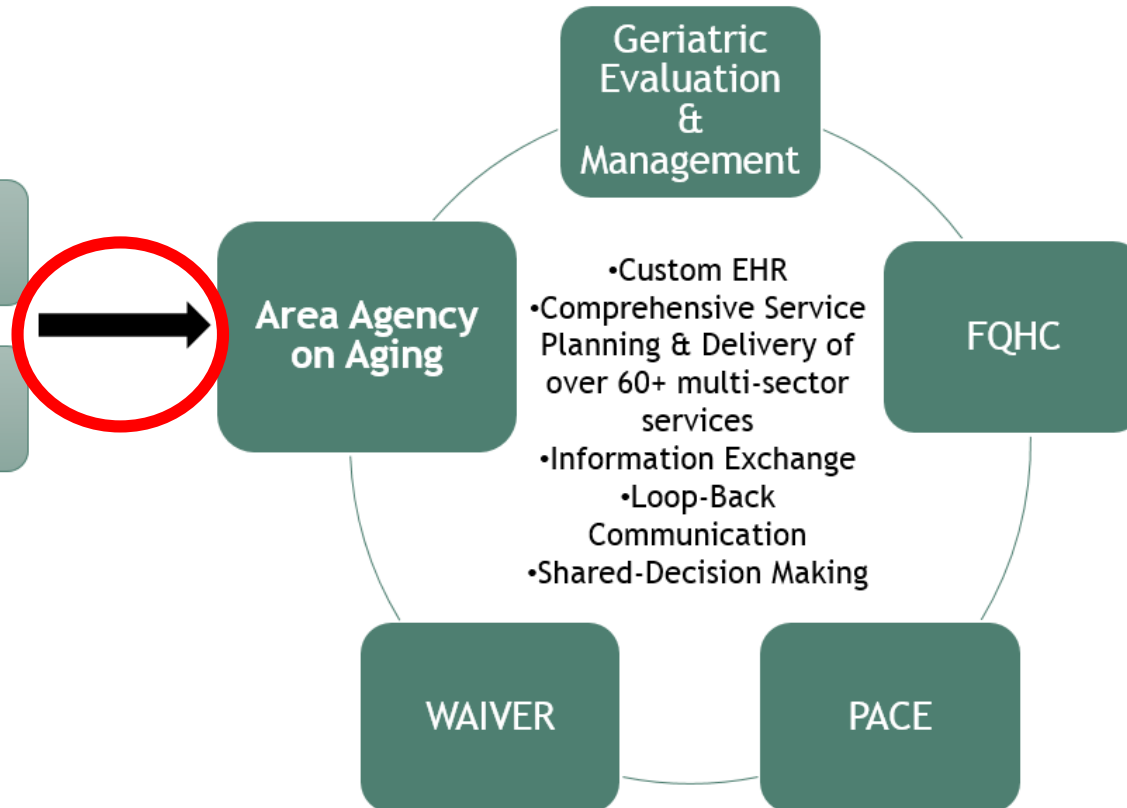 Geriatric
Evaluation
&
Management
Area Agency
on Aging
•Custom EHR
•Comprehensive Service
Planning & Delivery of
over 60+ multi-sector
services
•Information Exchange
•Loop-Back
Communication
•Shared-Decision Making
FQHC
WAIVER
PACE